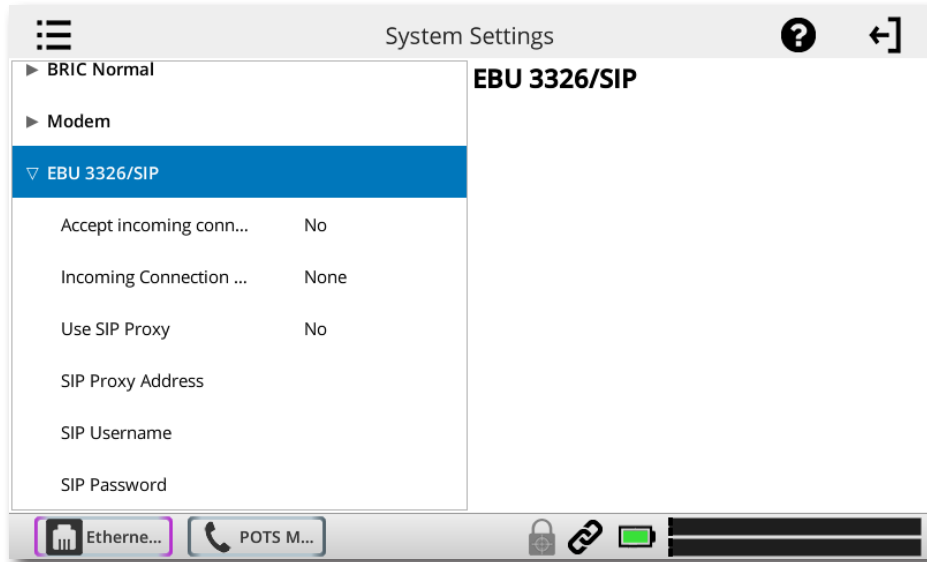 System Settings
BRIC Normal
EBU 3326/SIP
Modem
EBU 3326/SIP
Accept incoming conn... No
Incoming Connection ... None
Use SIP Proxy No
SIP Proxy Address
SIP Username
SIP Password
Etherne... POTS M...